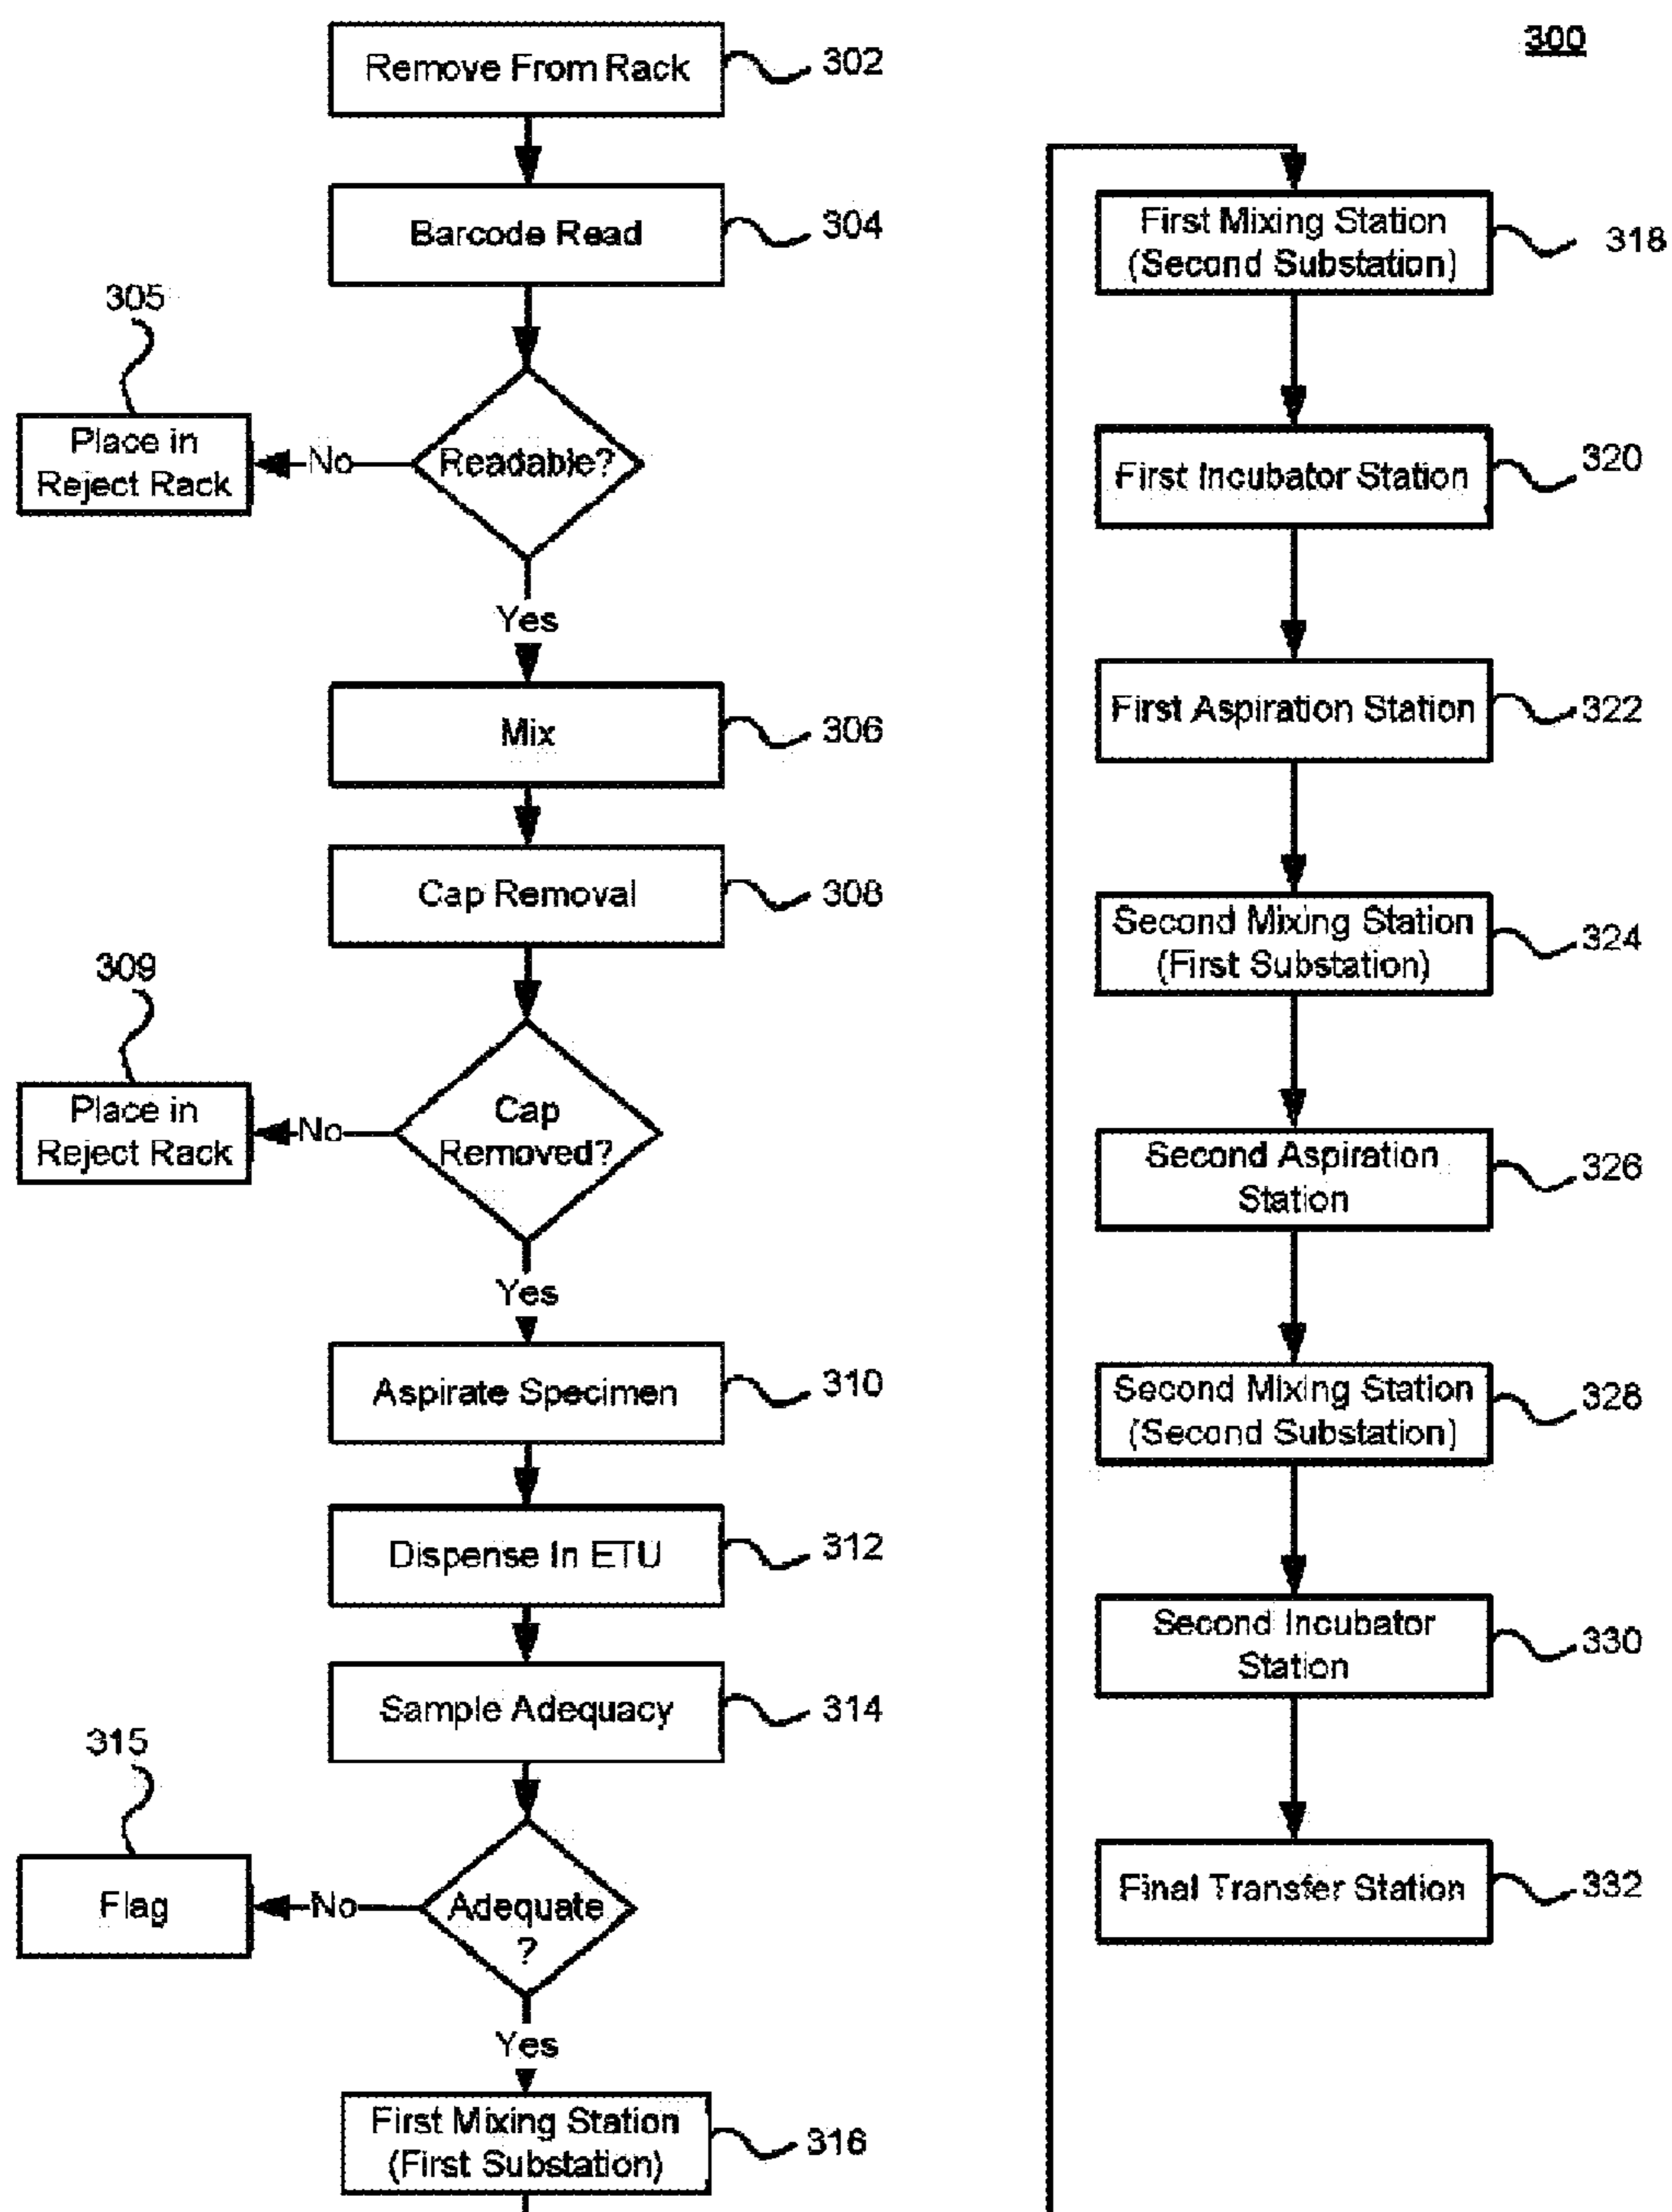 300
Remove From Rack
302
Barcode Read
304
305
Place in
Reject Rack
No
Readable?
Yes
Mix
306
Cap Removal
308
309
Place in
Reject Rack
No
Cap
Removed?
Yes
Aspirate Specimen
310
Dispense In ETU
312
Sample Adequacy
314
315
Flag
No
Adequate
?
Yes
First Mixing Station
(First Substation)
316
First Mixing Station
(Second Substation)
318
First Incubator Station
320
First Aspiration Station
322
Second Mixing Station
(First Substation)
324
Second Aspiration
Station
326
Second Mixing Station
(Second Substation)
328
Second Incubator
Station
330
Final Transfer Station
332